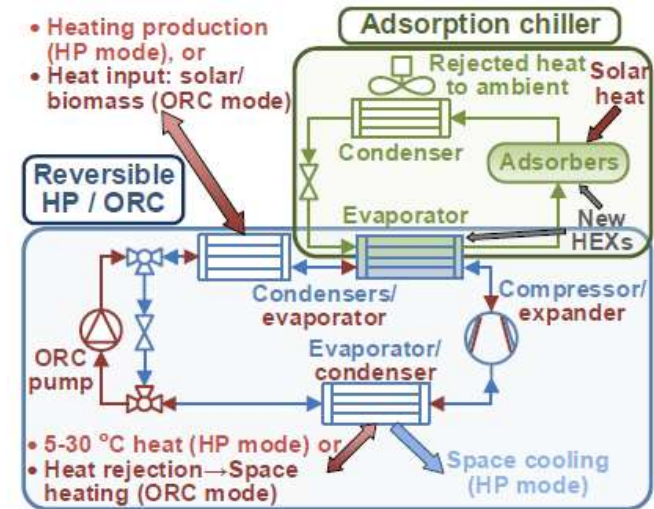 • Heating production
(HP mode), or
• Heat input: solar/
biomass (ORC mode)
Adsorption chiller
Rejected heat
to ambient
Solar
heat
Condenser
Adsorbers
Reversible
HP / ORC
Evaporator
New
HEXs
Condensers/
evaporator
Compressor/
expander
ORC
pump
Evaporator/
condenser
• 5-30 °C heat (HP mode) or
• Heat rejection→Space
heating (ORC mode)
Space cooling
(HP mode)